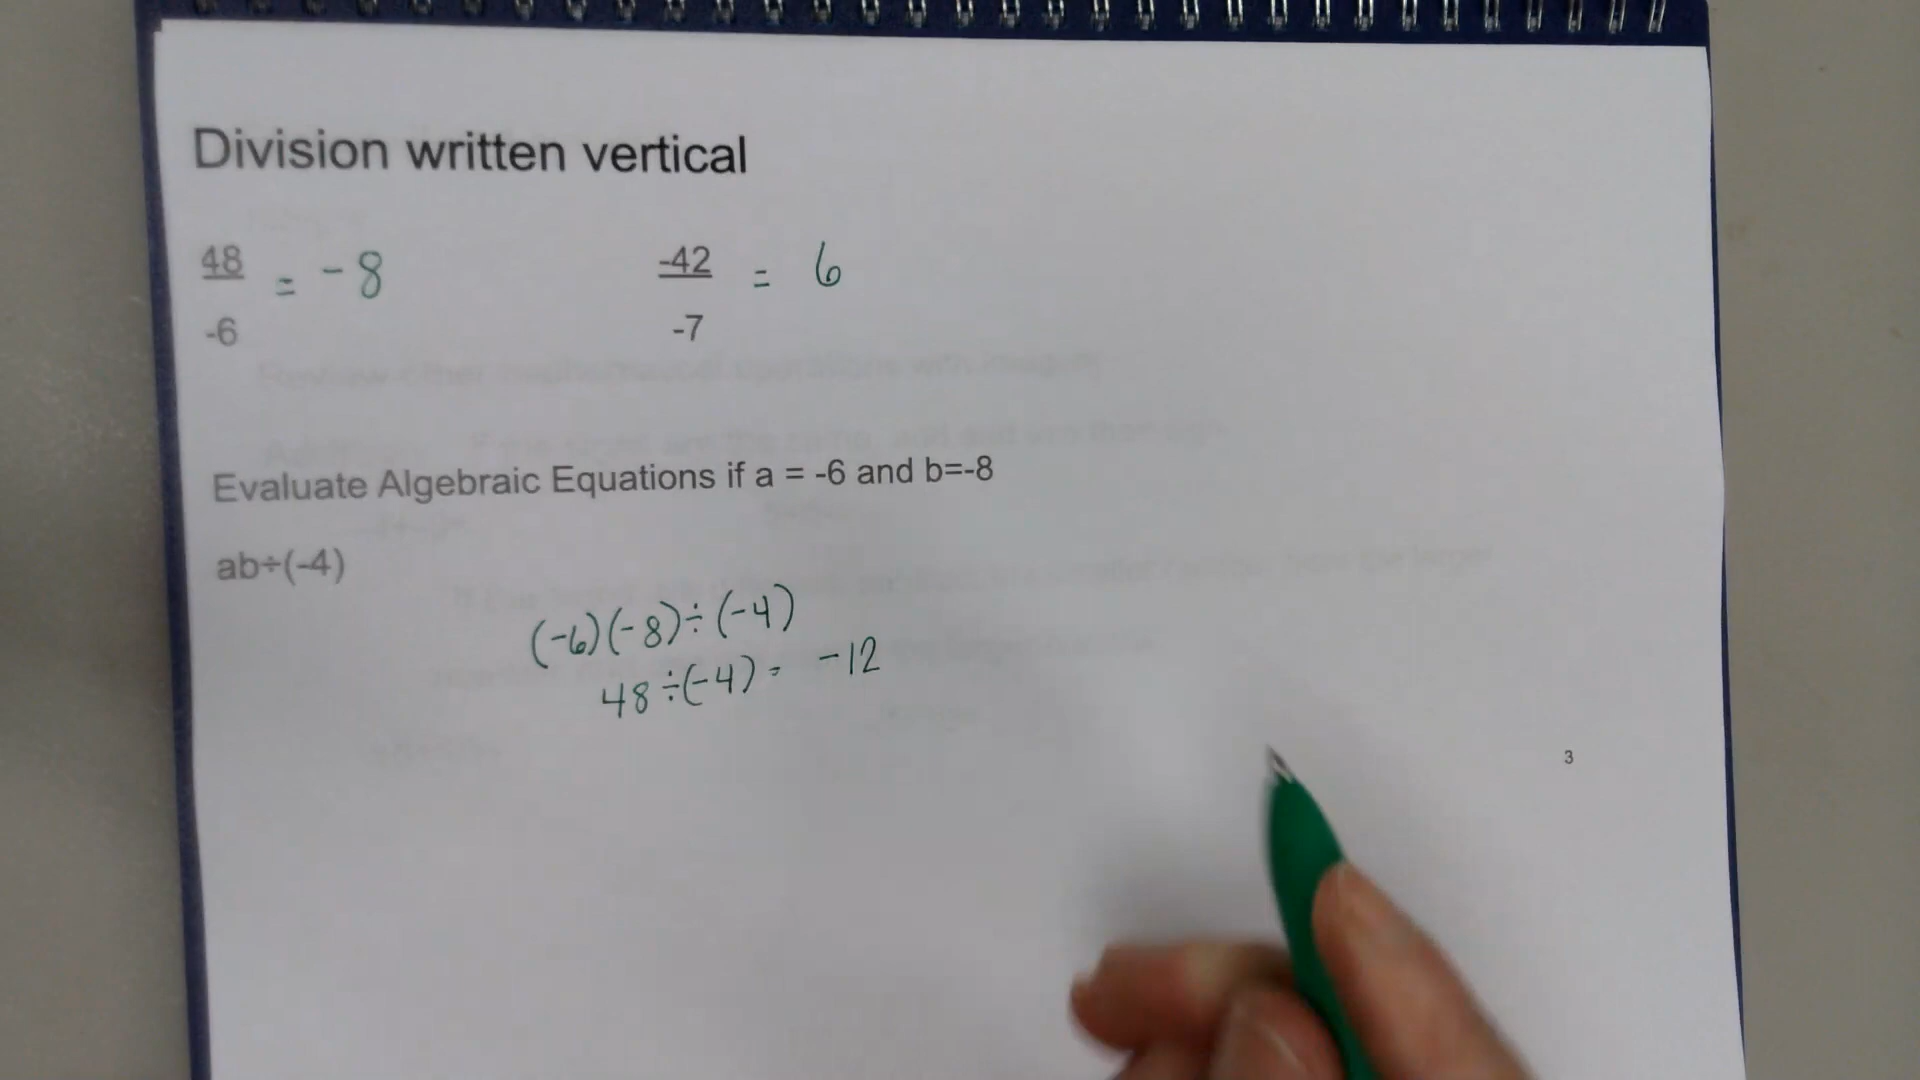 Division written vertical
48 = -8
-6
-42 = 6
-7
Evaluate Algebraic Equations if a = -6 and b=-8
ab÷(-4)
(-6)(-8)÷(-4)
48÷(-4) = -12
3